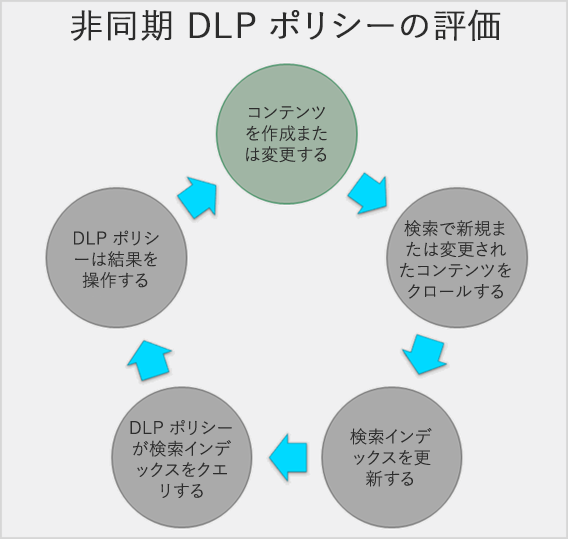 非同期 DLP ポリシーの評価
コンテンツ
を作成また
は変更する
検索で新規ま
たは変更され
たコンテンツを
クロールする
検索インデ
ックスを更
新する
DLP ポリシー
が検索インデ
ックスをクエ
リする
DLP ポリシ
ーは結果を
操作する